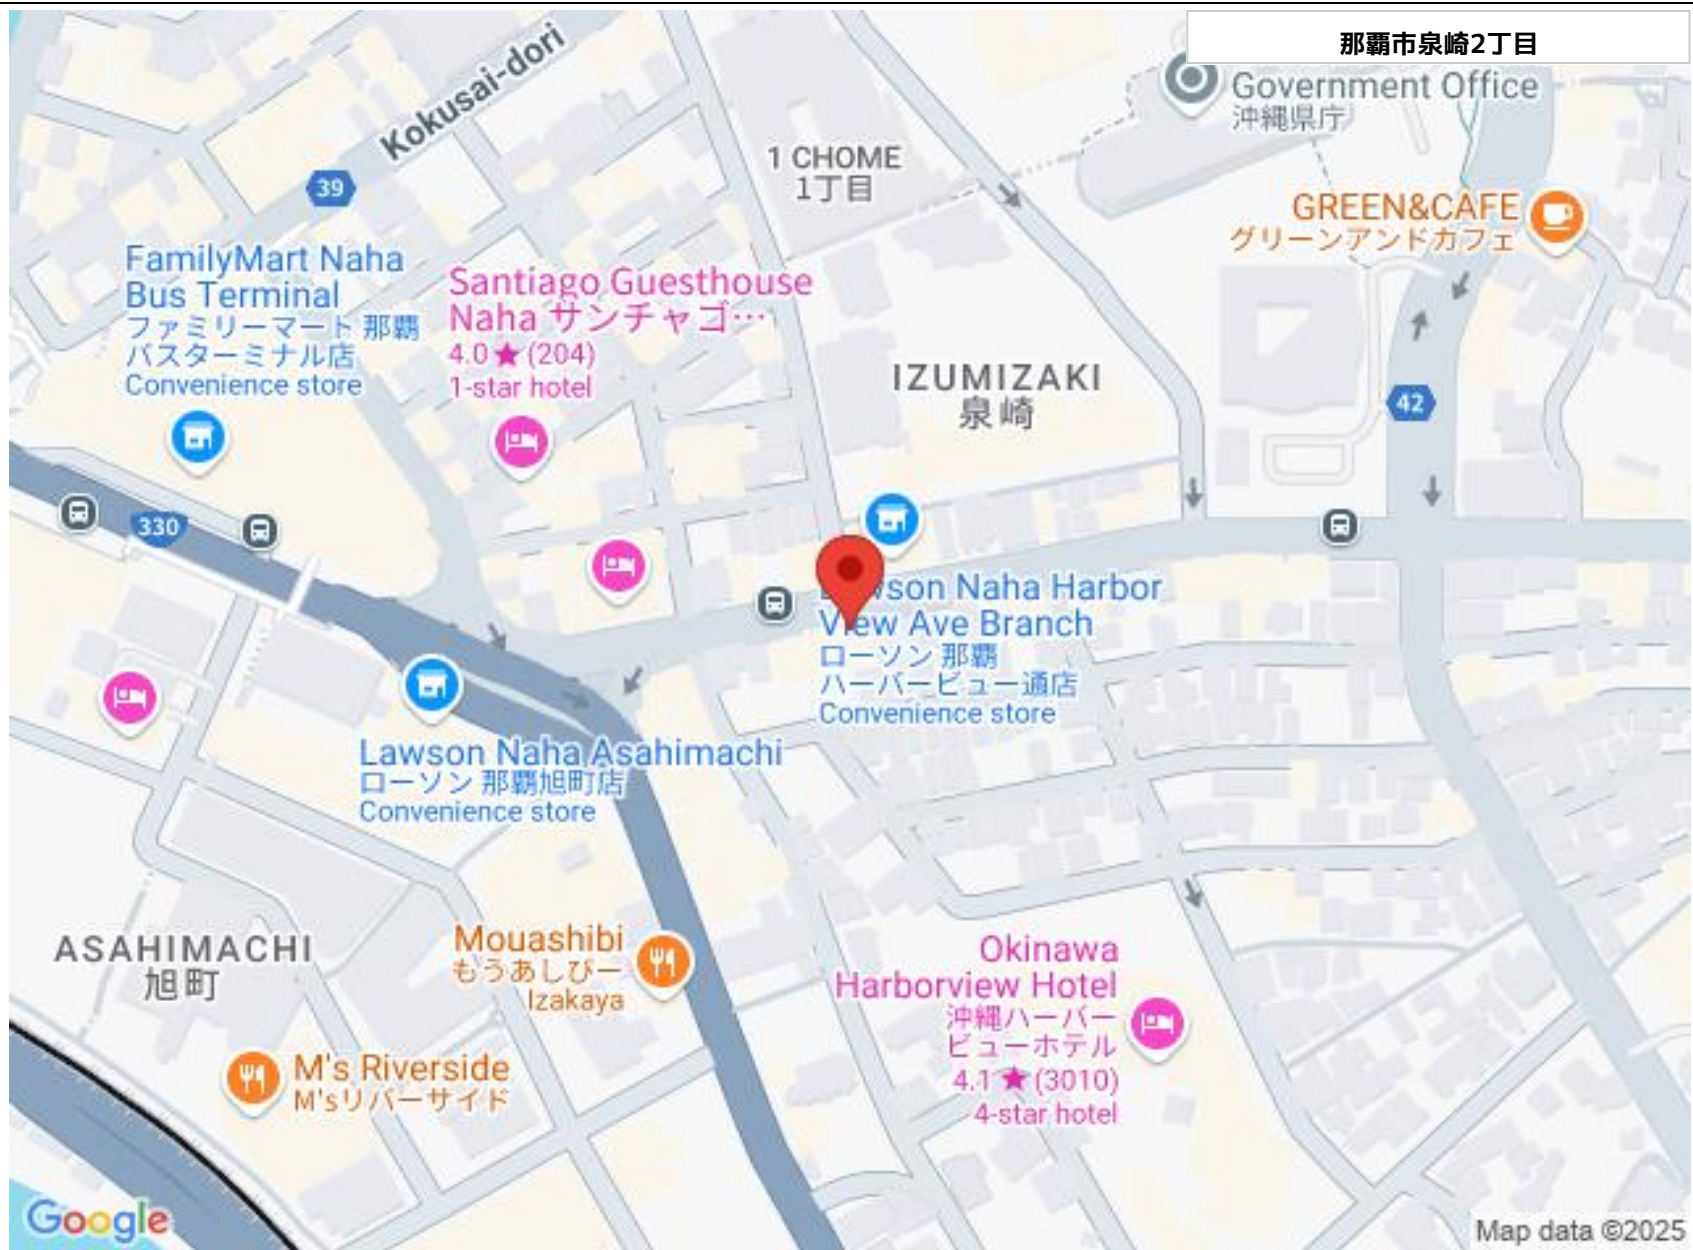 那覇市泉崎2丁目
Government Office
沖縄県庁
Kokusai-dori
39
1 CHOME
1丁目
GREEN&CAFE
グリーンアンドカフェ
FamilyMart Naha
Bus Terminal
ファミリーマート 那覇
バスターミナル店
Convenience store
Santiago Guesthouse
Naha サンチャゴ…
4.0 ★ (204)
1-star hotel
IZUMIZAKI
泉崎
42
330
Lawson Naha Harbor
View Ave Branch
ローソン 那覇
ハーバービュー通店
Convenience store
Lawson Naha Asahimachi
ローソン 那覇旭町店
Convenience store
ASAHIMACHI
旭町
Mouashibi
もうあしびー
Izakaya
Okinawa
Harborview Hotel
沖縄ハーバー
ビューホテル
4.1 ★ (3010)
4-star hotel
M's Riverside
M'sリバーサイド
Google
Map data ©2025